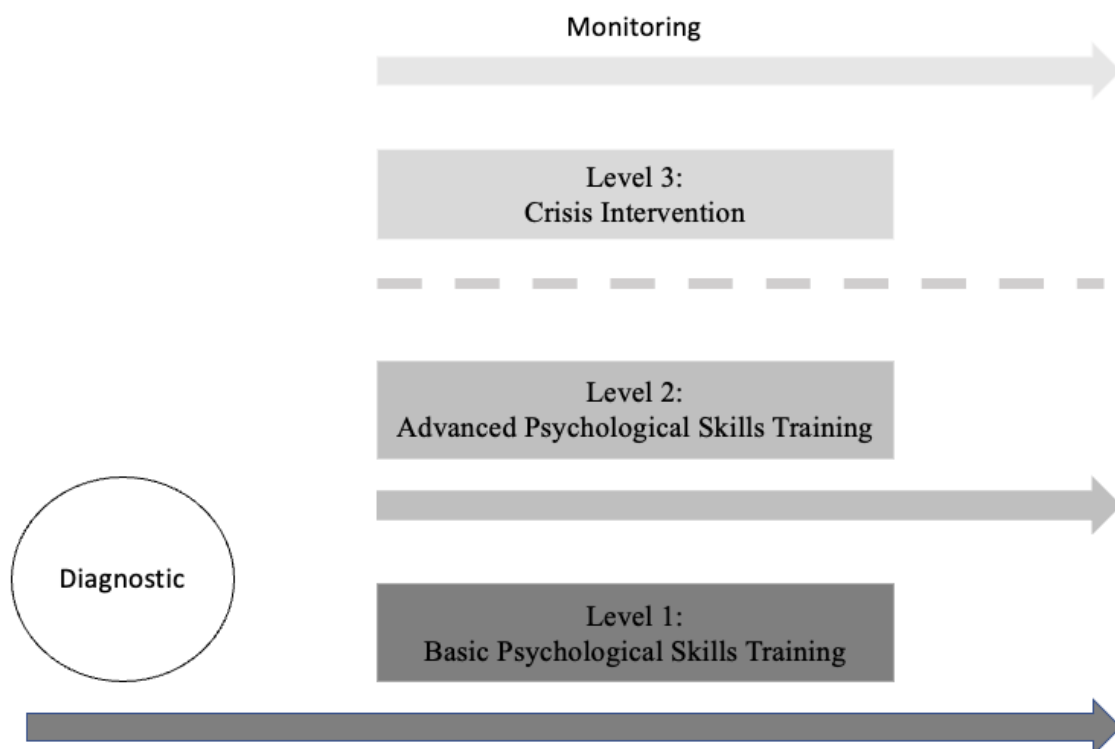 Monitoring
Level 3:
Crisis Intervention
Level 2:
Advanced Psychological Skills Training
Diagnostic
Level 1:
Basic Psychological Skills Training